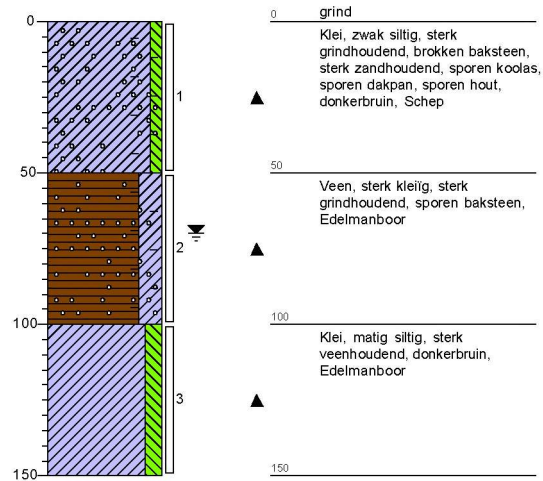 0
0
grind
Klei, zwak siltig, sterk
grindhoudend, brokken baksteen,
sterk zandhoudend, sporen koolas,
sporen dakpan, sporen hout,
donkerbruin, Schep
1
50
50
Veen, sterk kleiïg, sterk
grindhoudend, sporen baksteen,
Edelmanboor
2
100
100
Klei, matig siltig, sterk
veenhoudend, donkerbruin,
Edelmanboor
3
150
150